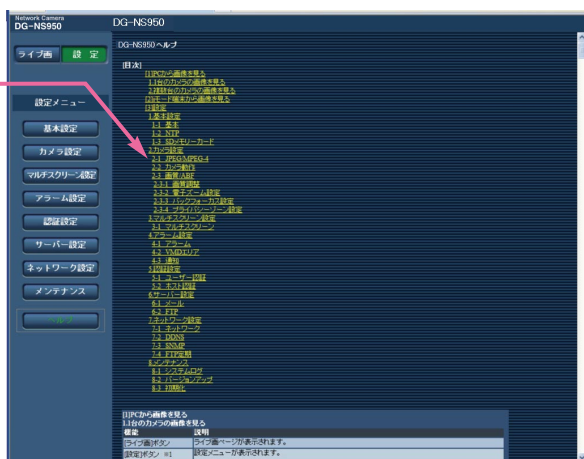 Network Camera
DG-NS950
DG-NS950
ライブ画
設 定
設定メニュー
基本設定
カメラ設定
マルチスクリーン設定
アラーム設定
認証設定
サーバー設定
ネットワーク設定
メンテナンス
ヘルプ
DG-NS950ヘルプ
[目次]
[1]PCから画像を見る
1.1台のカメラの画像を見る
2.複数台のカメラの画像を見る
[2]iモード端末から画像を見る
[3]設定
1.基本設定
1-1 基本
1-2 NTP
1-3 SDメモリーカード
2.カメラ設定
2-1 JPEG/MPEG-4
2-2 カメラ動作
2-3 画質/ABF
2-3-1 画質調整
2-3-2 電子ズーム設定
2-3-3 バックフォーカス設定
2-3-4 プライバシーゾーン設定
3.マルチスクリーン設定
3-1 マルチスクリーン
4.アラーム設定
4-1 アラーム
4-2 VMDエリア
4-3 通知
5.認証設定
5-1 ユーザー認証
5-2 ホスト認証
6.サーバー設定
6-1 メール
6-2 FTP
7.ネットワーク設定
7-1 ネットワーク
7-2 DDNS
7-3 SNMP
7-4 FTP定期
8.メンテナンス
8-1 システムログ
8-2 バージョンアップ
8-3 初期化
[1]PCから画像を見る
1.1台のカメラの画像を見る
機能 説明
[ライブ画]ボタン ライブ画ページが表示されます。
[設定]ボタン ※1 設定メニューが表示されます。